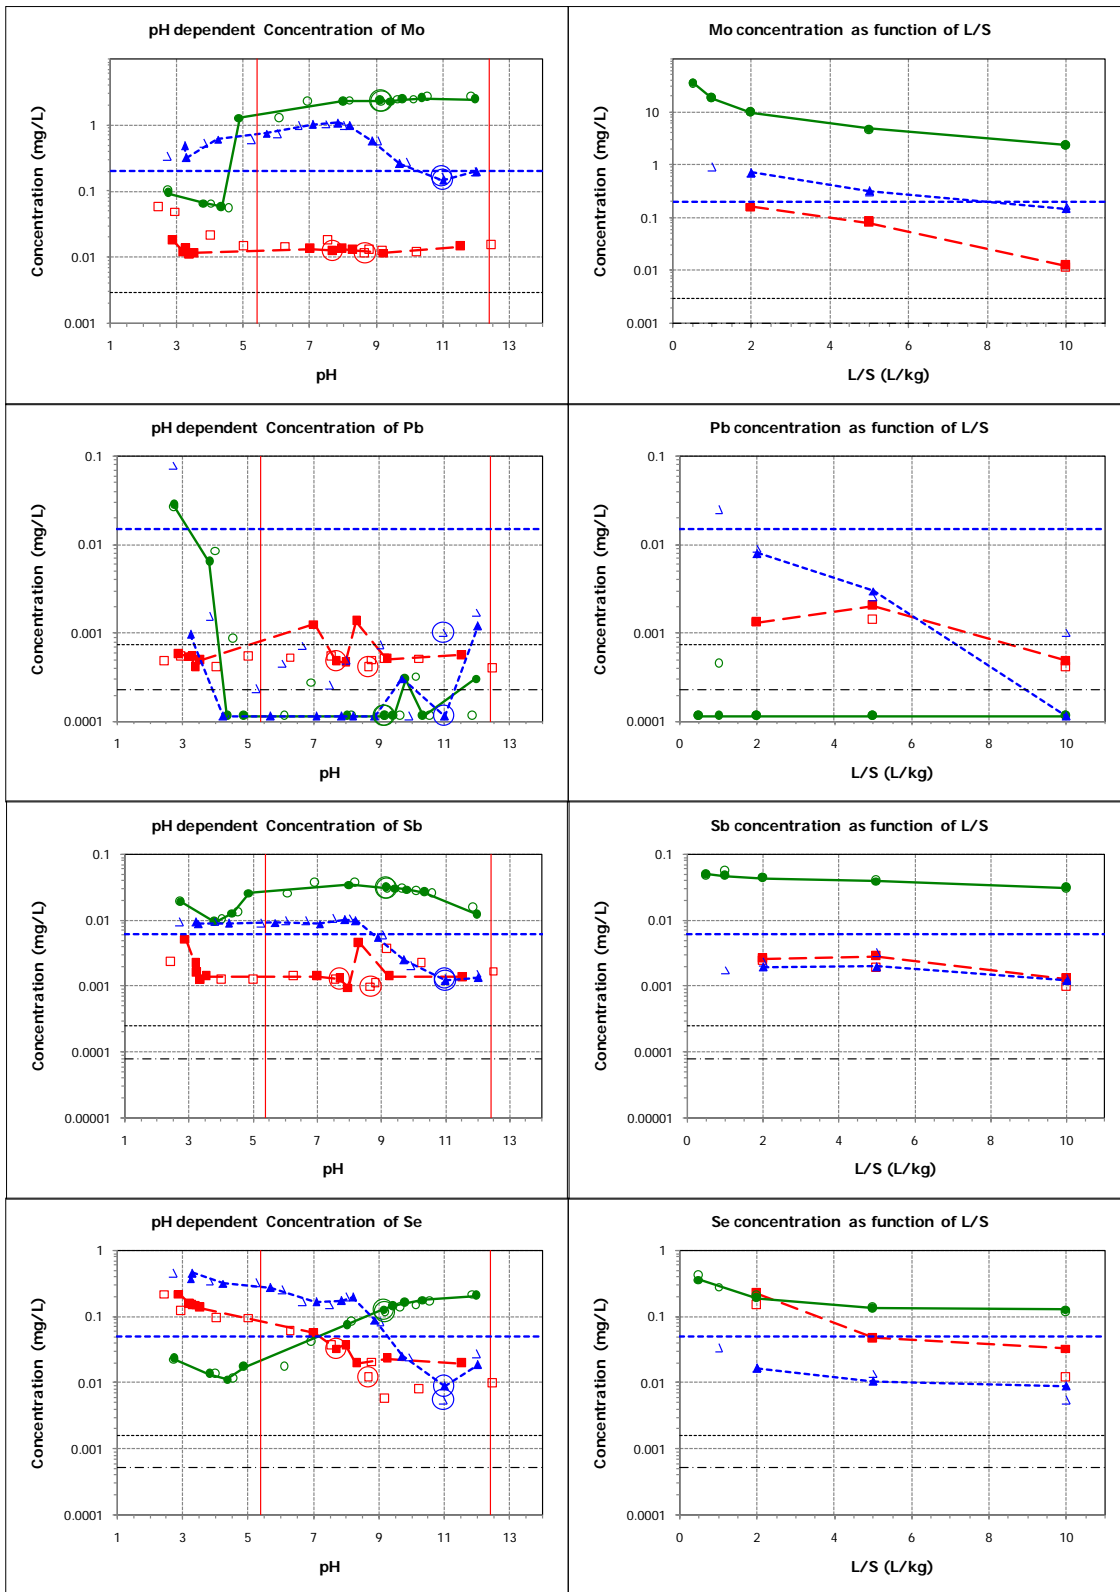 pH dependent Concentration of Mo
Concentration (mg/L)
1
0.1
0.01
0.001
1 3 5 7 9 11 13
pH
Mo concentration as function of L/S
Concentration (mg/L)
10
1
0.1
0.01
0.001
0 2 4 6 8 10
L/S (L/kg)
pH dependent Concentration of Pb
Concentration (mg/L)
0.1
0.01
0.001
0.0001
1 3 5 7 9 11 13
pH
Pb concentration as function of L/S
Concentration (mg/L)
0.1
0.01
0.001
0.0001
0 2 4 6 8 10
L/S (L/kg)
pH dependent Concentration of Sb
Concentration (mg/L)
0.1
0.01
0.001
0.0001
0.00001
1 3 5 7 9 11 13
pH
Sb concentration as function of L/S
Concentration (mg/L)
0.1
0.01
0.001
0.0001
0.00001
0 2 4 6 8 10
L/S (L/kg)
pH dependent Concentration of Se
Concentration (mg/L)
1
0.1
0.01
0.001
0.0001
1 3 5 7 9 11 13
pH
Se concentration as function of L/S
Concentration (mg/L)
1
0.1
0.01
0.001
0.0001
0 2 4 6 8 10
L/S (L/kg)